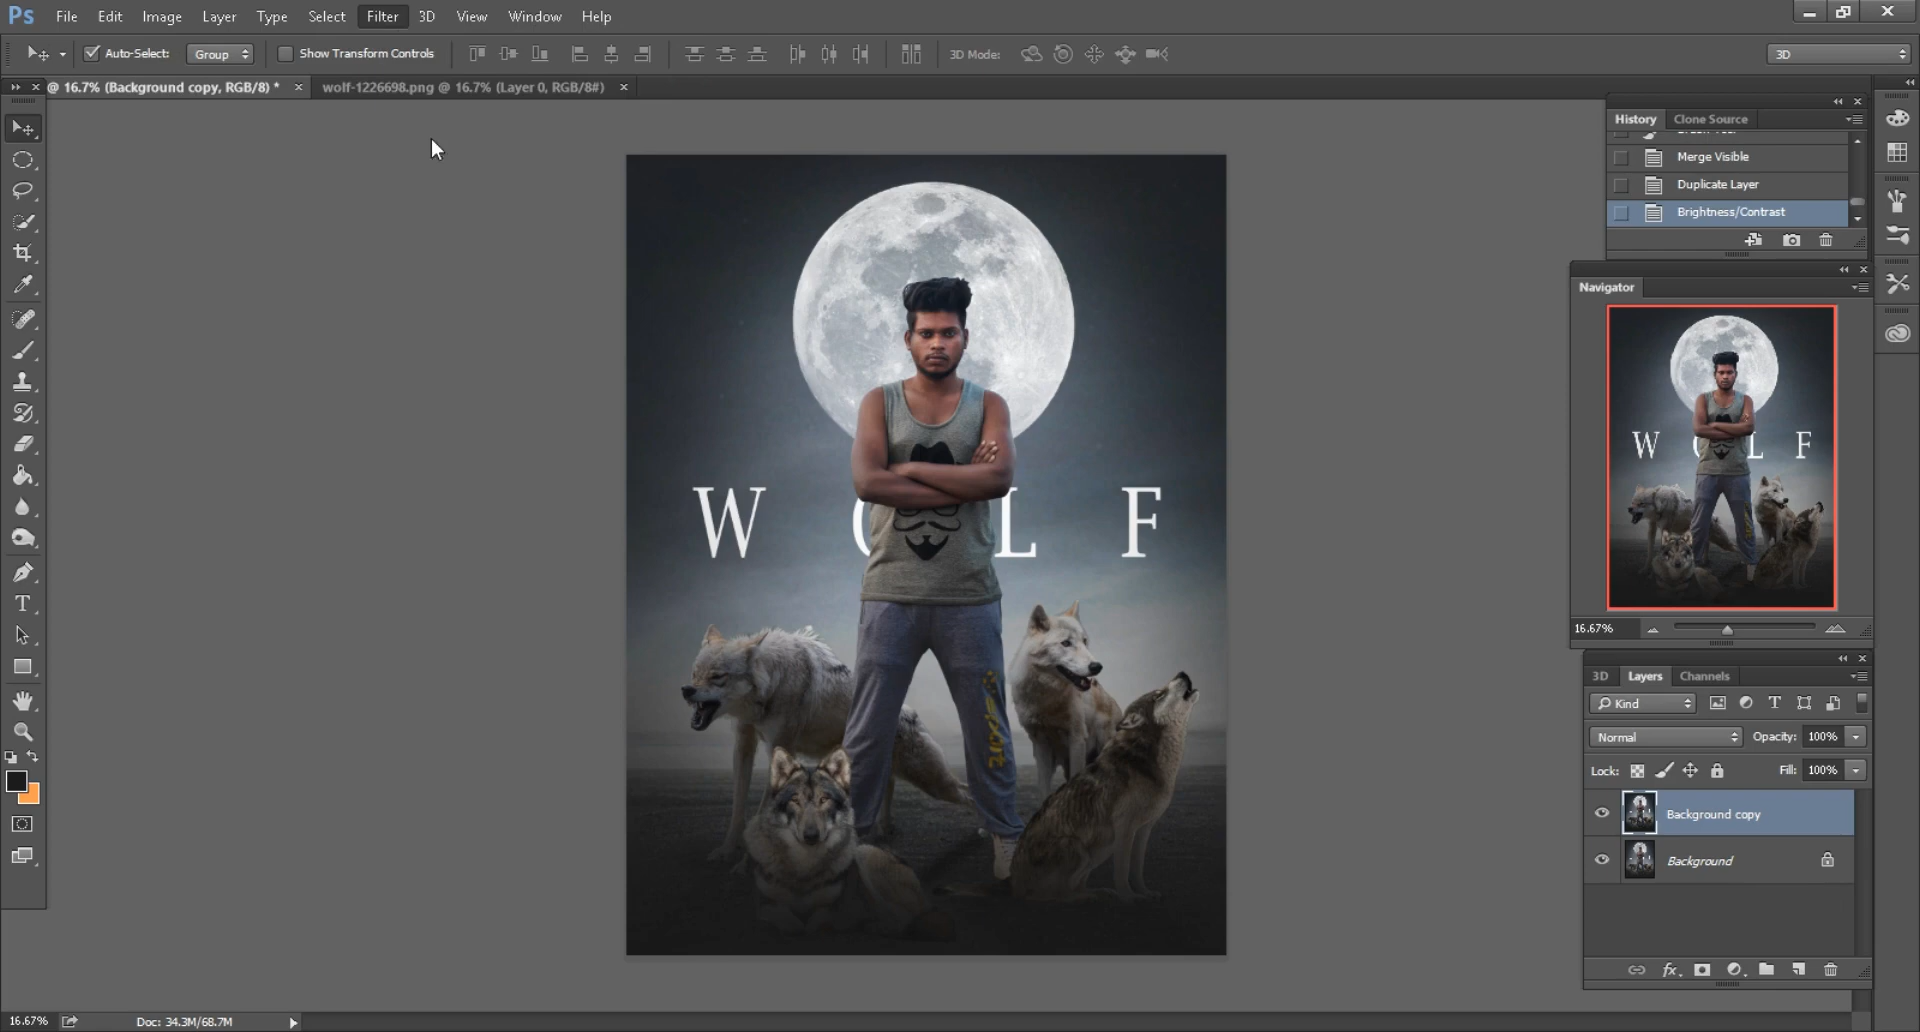 Ps File Edit Image Layer Type Select Filter 3D View Window Help
Auto-Select: Group Show Transform Controls 3D Mode: 3D
@ 16.7% (Background copy, RGB/8) * wolf-1226698.png @ 16.7% (Layer 0, RGB/8#)
History Clone Source
Merge Visible
Duplicate Layer
Brightness/Contrast
Navigator
W O L F
16.67%
3D Layers Channels
Kind
Normal Opacity: 100%
Lock: Fill: 100%
Background copy
Background
16.67% Doc: 34.3M/68.7M